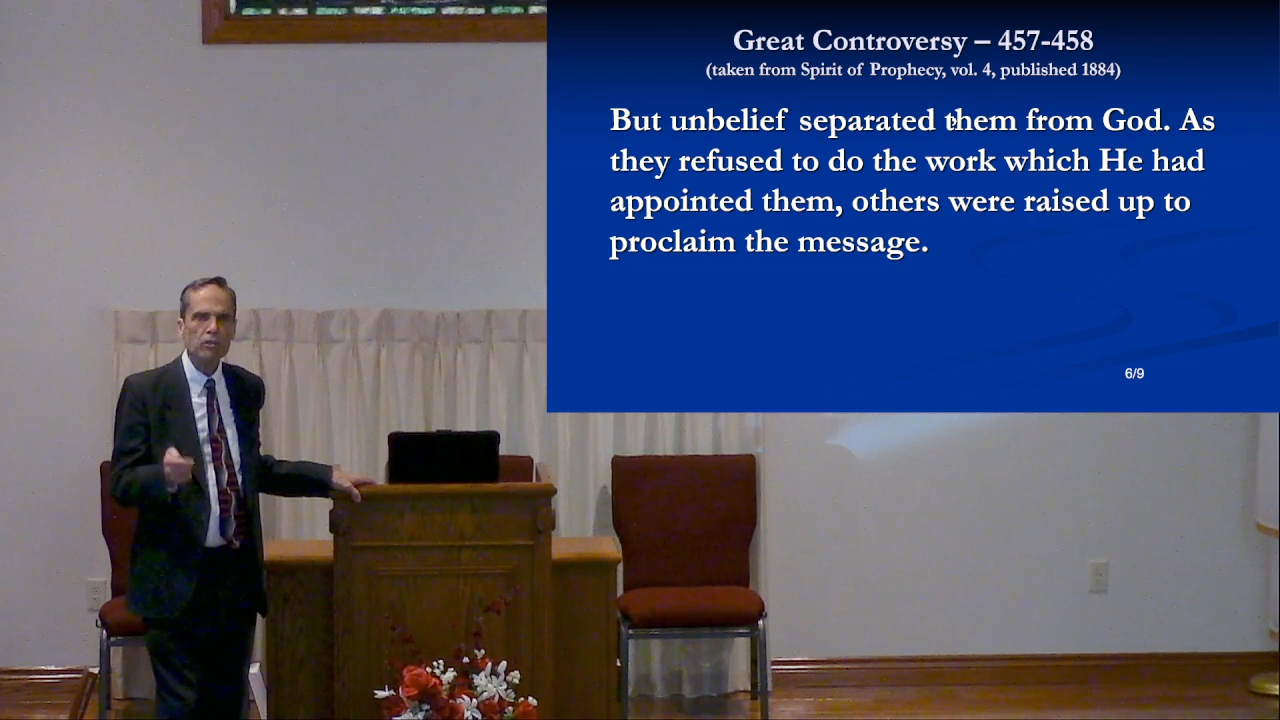 Great Controversy – 457-458
(taken from Spirit of Prophecy, vol. 4, published 1884)
But unbelief separated them from God. As
they refused to do the work which He had
appointed them, others were raised up to
proclaim the message.
6/9